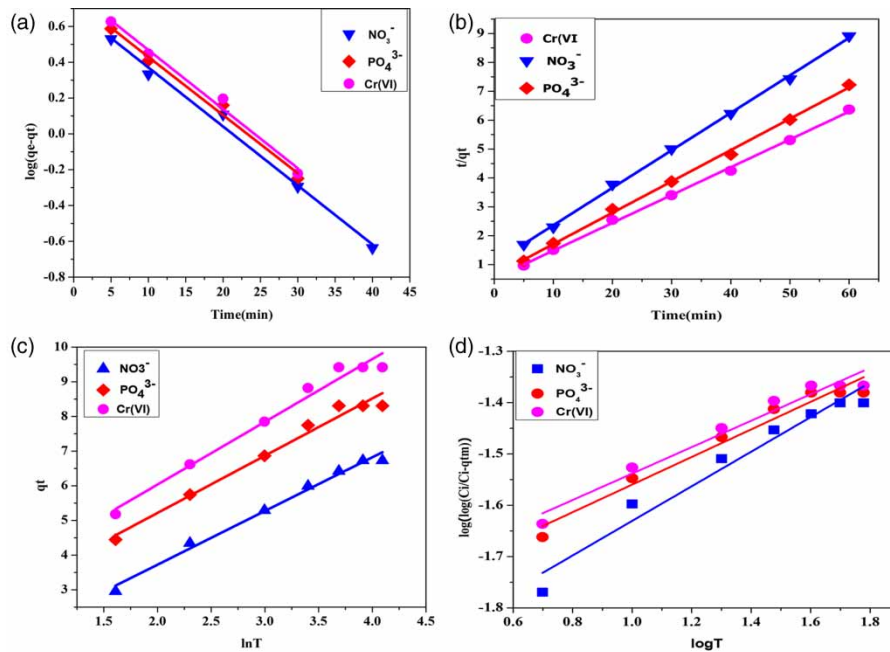 (a)
0.6
0.4
0.2
0.0
-0.2
-0.4
-0.6
-0.8
log(qe-qt)
NO₃⁻
PO₄³⁻
Cr(VI)
0 5 10 15 20 25 30 35 40 45
Time(min)
(b)
9
8
7
6
5
4
3
2
1
t/qt
Cr(VI
NO₃⁻
PO₄³⁻
0 10 20 30 40 50 60
Time(min)
(c)
10
9
8
7
6
5
4
3
qt
NO3⁻
PO₄³⁻
Cr(VI)
1.5 2.0 2.5 3.0 3.5 4.0 4.5
lnT
(d)
-1.3
-1.4
-1.5
-1.6
-1.7
-1.8
log(log(Ci/Ci-qtm))
NO₃⁻
PO₄³⁻
Cr(VI)
0.6 0.8 1.0 1.2 1.4 1.6 1.8
logT